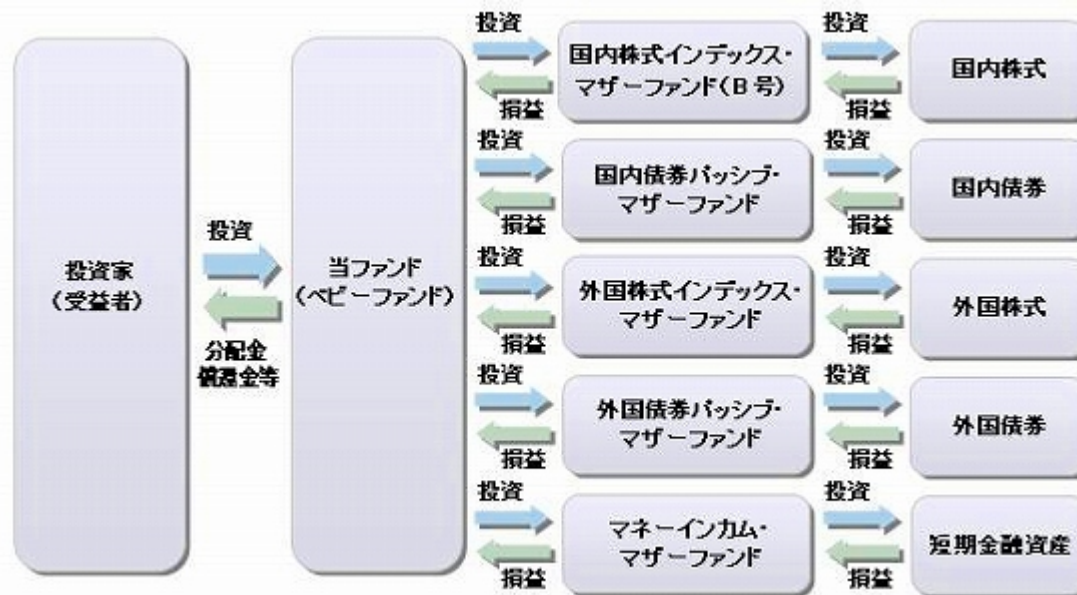 投資家
（受益者）
投資
分配金
償還金等
当ファンド
（ベビーファンド）
投資
損益
国内株式インデックス・
マザーファンド（B号）
投資
損益
国内株式
投資
損益
国内債券パッシブ・
マザーファンド
投資
損益
国内債券
投資
損益
外国株式インデックス・
マザーファンド
投資
損益
外国株式
投資
損益
外国債券パッシブ・
マザーファンド
投資
損益
外国債券
投資
損益
マネーインカム・
マザーファンド
投資
損益
短期金融資産